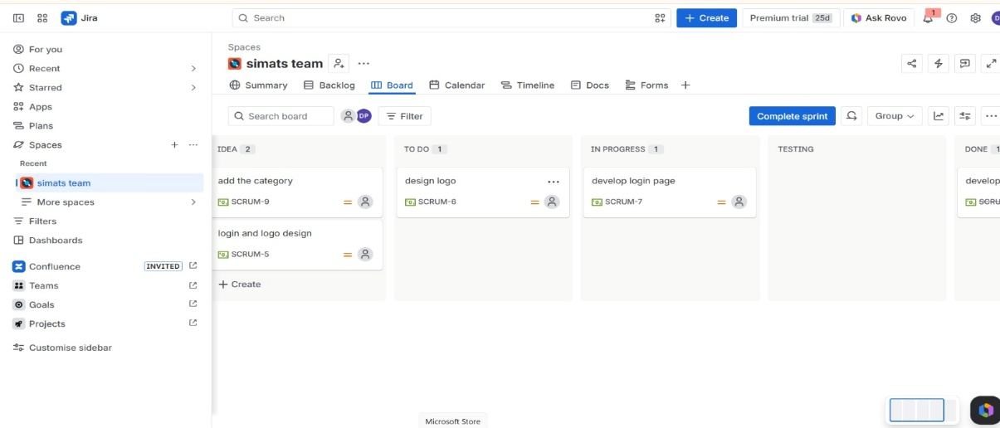 Jira
Search
Create
Premium trial 25d
Ask Rovo
1
For you
Recent
Starred
Apps
Plans
Spaces
Recent
simats team
More spaces
Filters
Dashboards
Confluence INVITED
Teams
Goals
Projects
Customise sidebar
Spaces
simats team
Summary Backlog Board Calendar Timeline Docs Forms
Search board DP Filter
Complete sprint Group
IDEA 2
add the category
SCRUM-9
login and logo design
SCRUM-5
Create
TO DO 1
design logo
SCRUM-6
IN PROGRESS 1
develop login page
SCRUM-7
TESTING
DONE 1
develop
SCRU
Microsoft Store